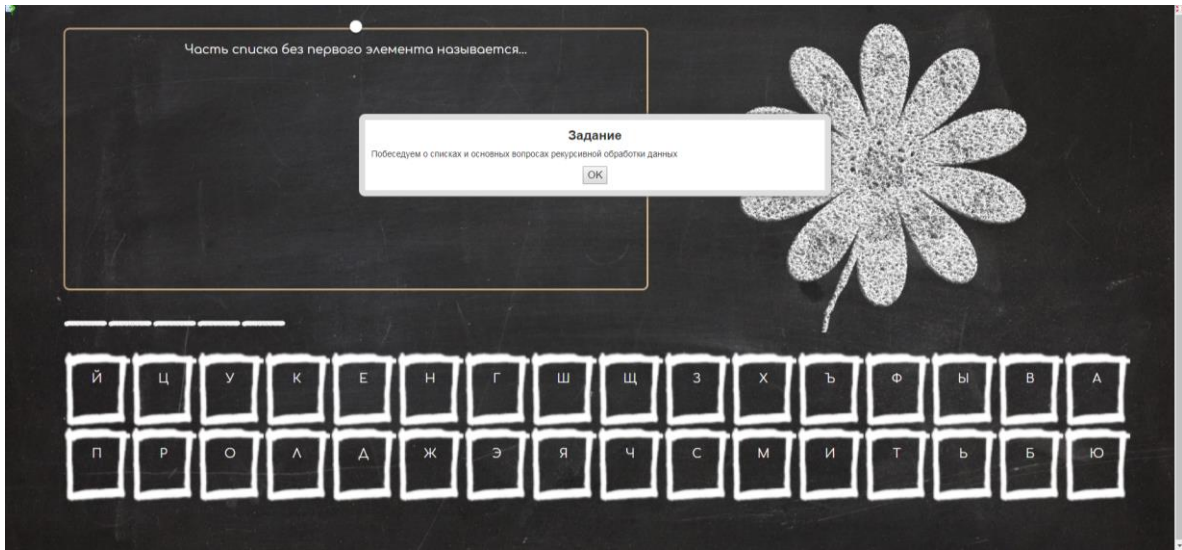 Часть списка без первого элемента называется...
Задание
Побеседуем о списках и основных вопросах рекурсивной обработки данных
OK
Й Ц У К Е Н Г Ш Щ З Х Ъ Ф Ы В А
П Р О Л Д Ж Э Я Ч С М И Т Ь Б Ю